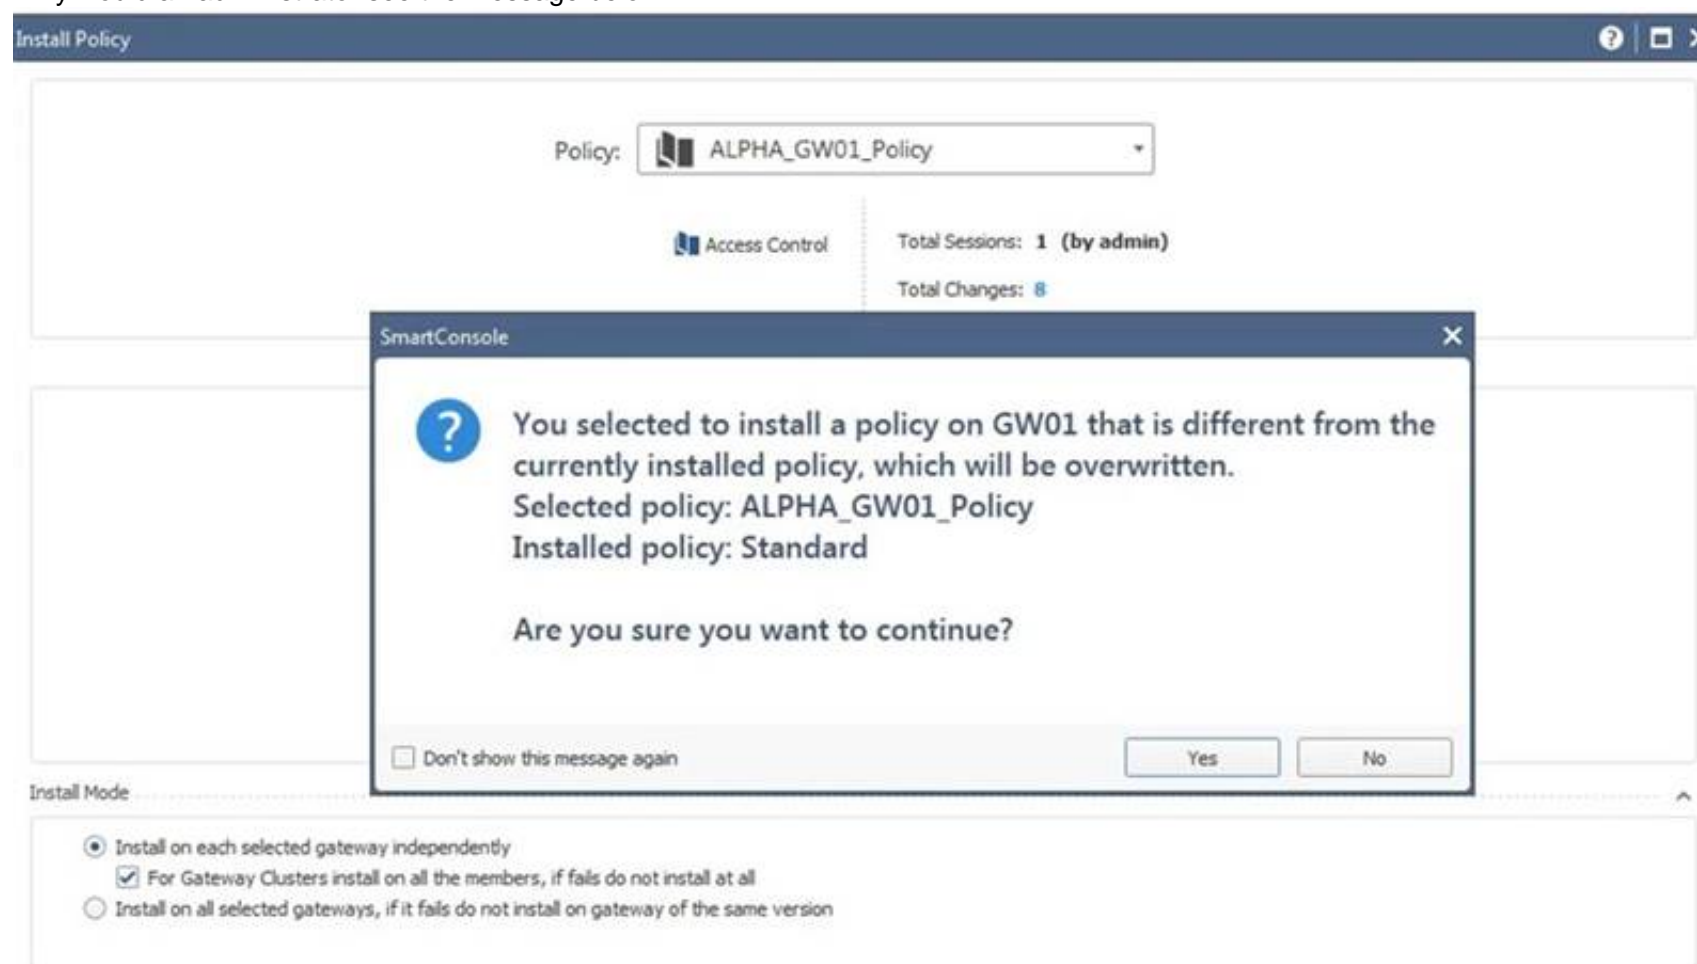 Install Policy
Policy: ALPHA_GW01_Policy
Access Control
Total Sessions: 1 (by admin)
Total Changes: 8
SmartConsole
You selected to install a policy on GW01 that is different from the
currently installed policy, which will be overwritten.
Selected policy: ALPHA_GW01_Policy
Installed policy: Standard
Are you sure you want to continue?
Don't show this message again
Yes
No
Install Mode
Install on each selected gateway independently
For Gateway Clusters install on all the members, if fails do not install at all
Install on all selected gateways, if it fails do not install on gateway of the same version